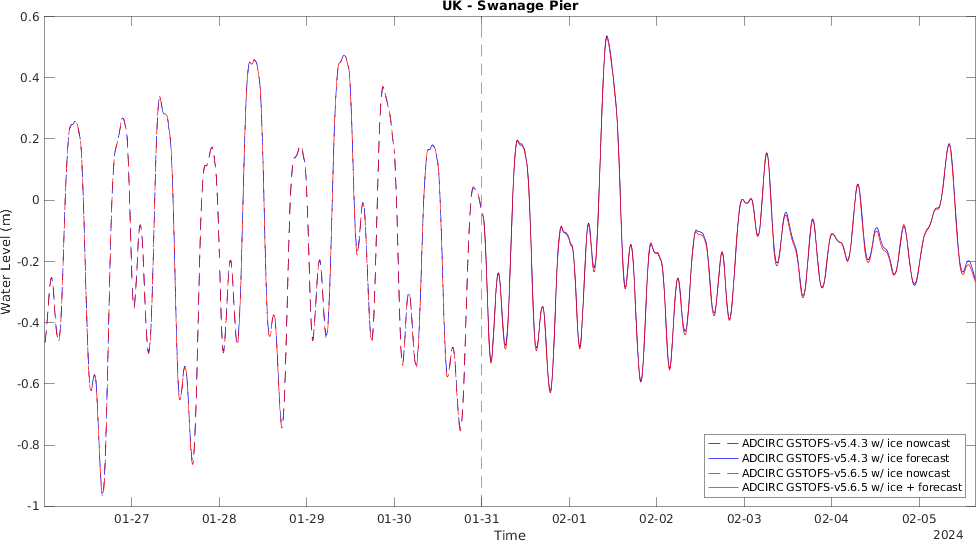 UK - Swanage Pier
0.6
0.4
0.2
0
-0.2
-0.4
-0.6
-0.8
-1
Water Level (m)
01-27
01-28
01-29
01-30
01-31
02-01
02-02
02-03
02-04
02-05
Time
2024
ADCIRC GSTOFS-v5.4.3 w/ ice nowcast
ADCIRC GSTOFS-v5.4.3 w/ ice forecast
ADCIRC GSTOFS-v5.6.5 w/ ice nowcast
ADCIRC GSTOFS-v5.6.5 w/ ice + forecast